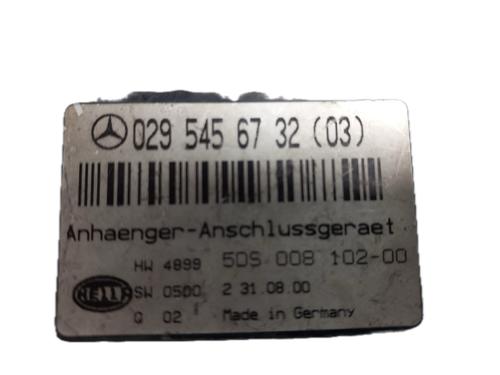 029 545 67 32 (03)
Anhaenger-Anschlussgeraet
HW 4899 5DS 008 102-00
HELLA SW 0500 2 31.08.00
Q 02 Made in Germany